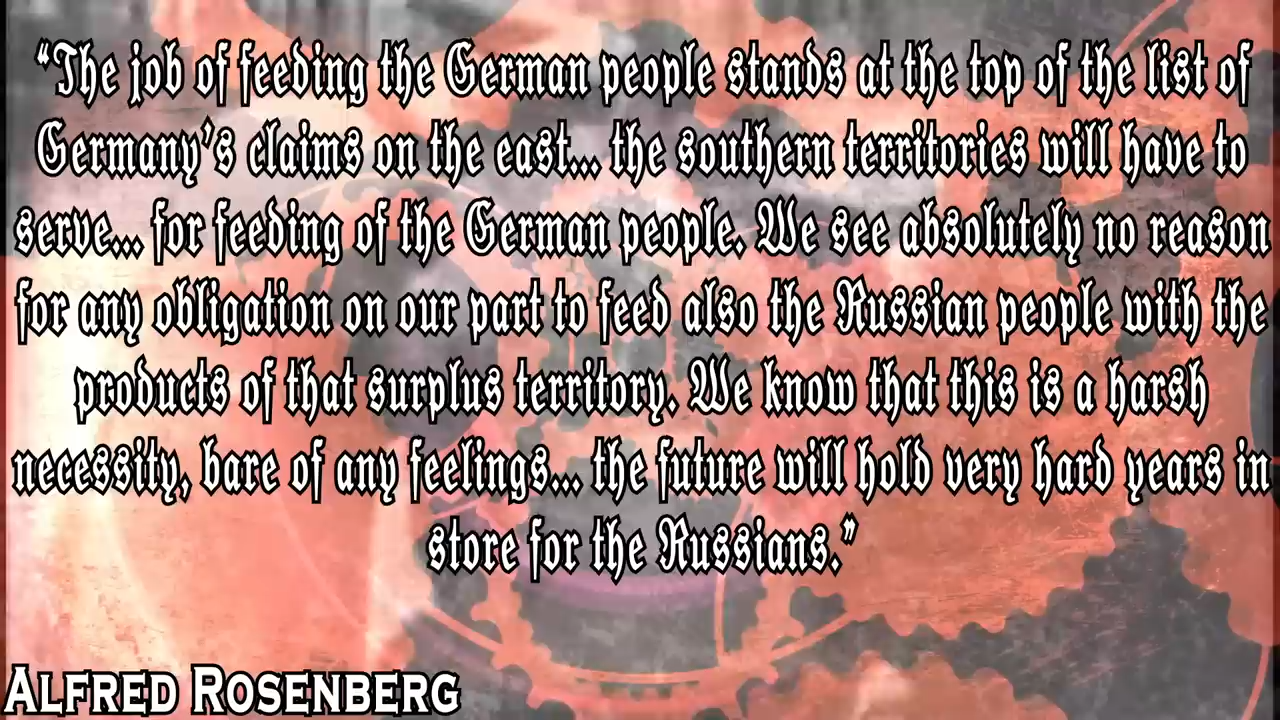 “The job of feeding the German people stands at the top of the list of
Germany’s claims on the east... the southern territories will have to
serve... for feeding of the German people. We see absolutely no reason
for any obligation on our part to feed also the Russian people with the
products of that surplus territory. We know that this is a harsh
necessity, bare of any feelings... the future will hold very hard years in
store for the Russians.”
ALFRED ROSENBERG